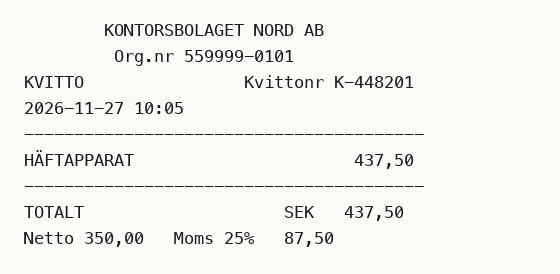 KONTORSBOLAGET NORD AB
Org.nr 559999-0101
KVITTO Kvittonr K-448201
2026-11-27 10:05
HÄFTAPPARAT 437,50
TOTALT SEK 437,50
Netto 350,00 Moms 25% 87,50